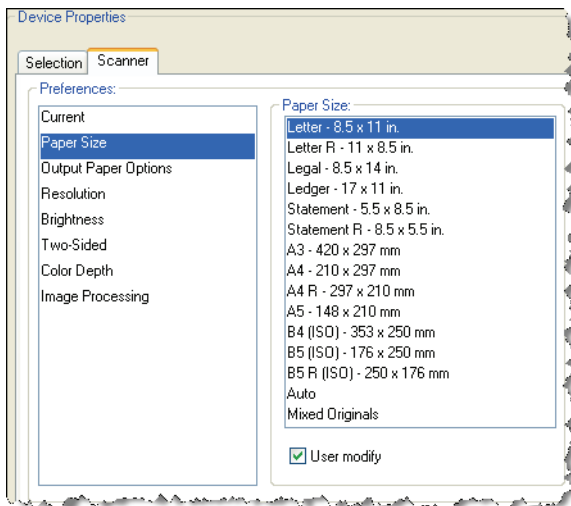 Device Properties
Selection Scanner
Preferences:
Current
Paper Size
Output Paper Options
Resolution
Brightness
Two-Sided
Color Depth
Image Processing
Paper Size:
Letter - 8.5 x 11 in.
Letter R - 11 x 8.5 in.
Legal - 8.5 x 14 in.
Ledger - 17 x 11 in.
Statement - 5.5 x 8.5 in.
Statement R - 8.5 x 5.5 in.
A3 - 420 x 297 mm
A4 - 210 x 297 mm
A4 R - 297 x 210 mm
A5 - 148 x 210 mm
B4 (ISO) - 353 x 250 mm
B5 (ISO) - 176 x 250 mm
B5 R (ISO) - 250 x 176 mm
Auto
Mixed Originals
User modify